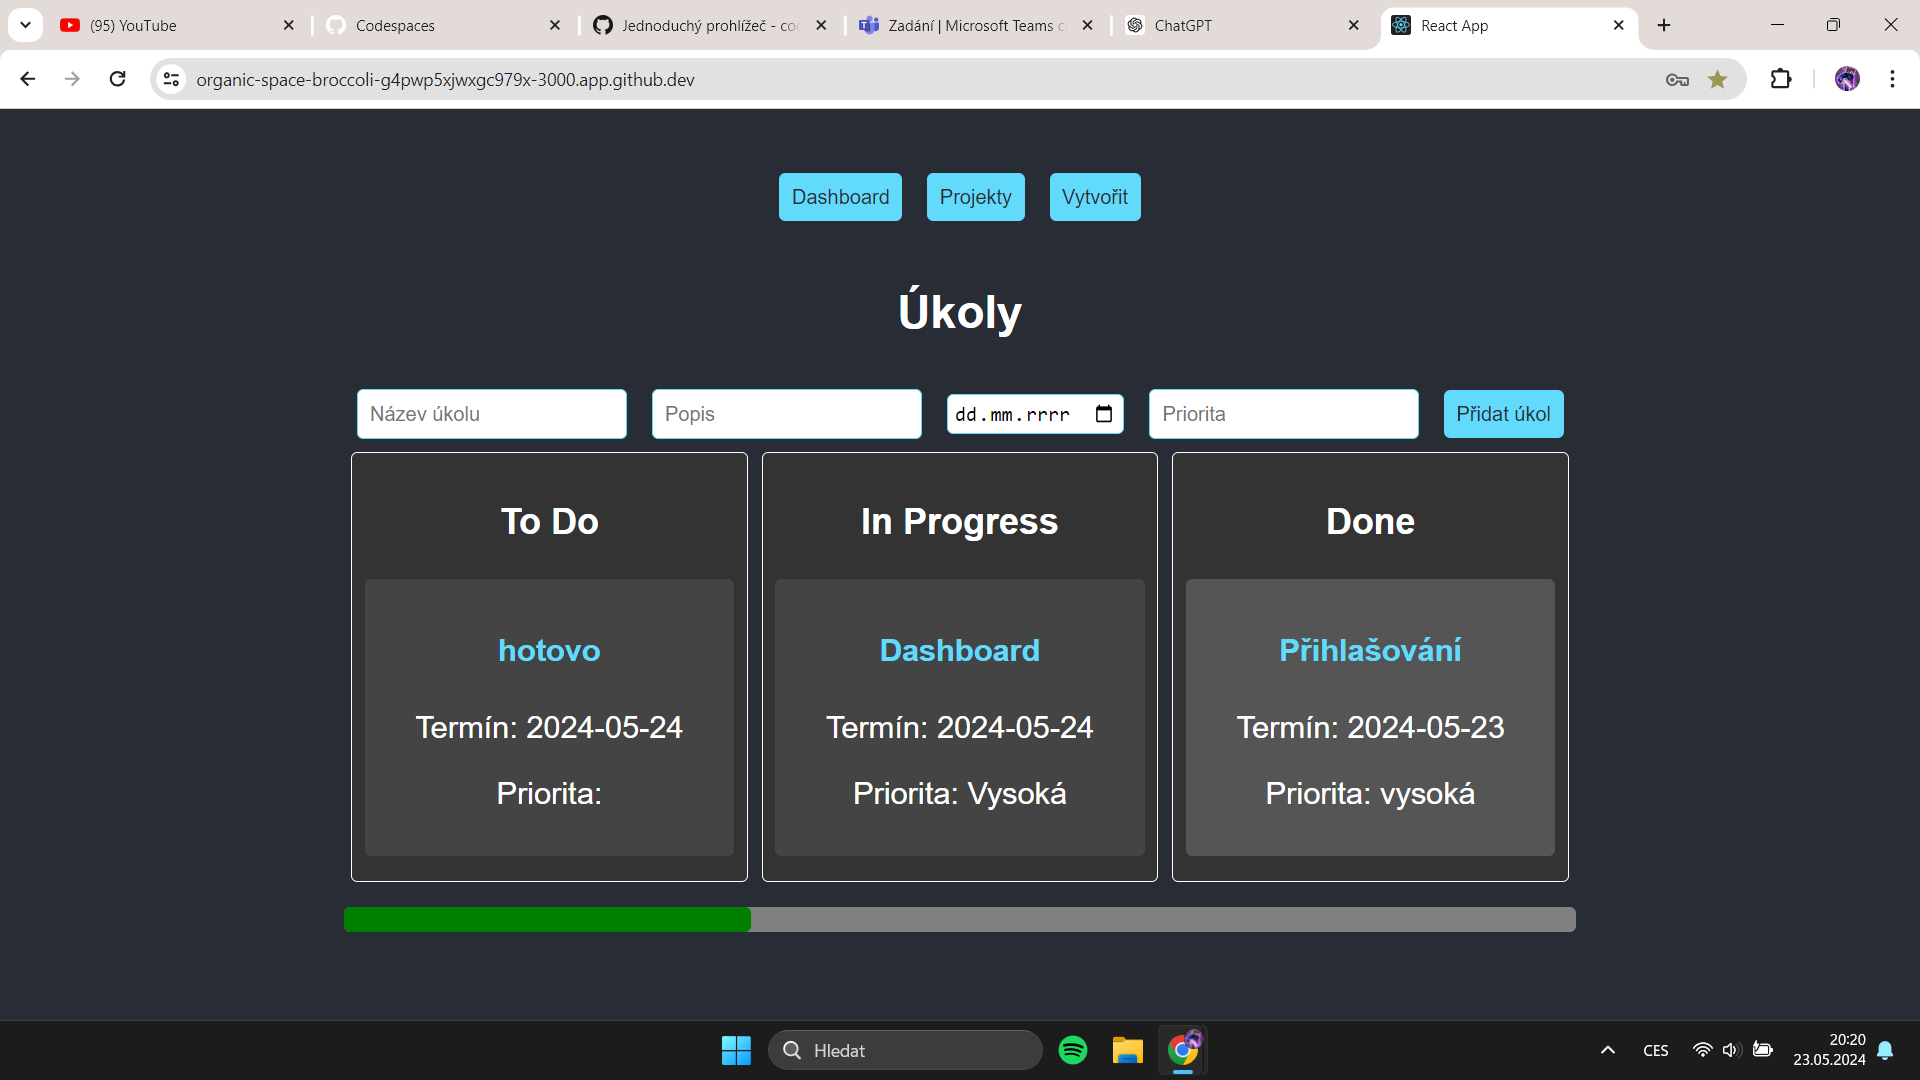 (95) YouTube
Codespaces
Jednoduchý prohlížeč - co
Zadání | Microsoft Teams c
ChatGPT
React App
organic-space-broccoli-g4pwp5xjwxgc979x-3000.app.github.dev
Dashboard
Projekty
Vytvořit
Úkoly
Název úkolu
Popis
dd.mm.rrrr
Priorita
Přidat úkol
To Do
hotovo
Termín: 2024-05-24
Priorita:
In Progress
Dashboard
Termín: 2024-05-24
Priorita: Vysoká
Done
Přihlašování
Termín: 2024-05-23
Priorita: vysoká
Hledat
CES
20:20
23.05.2024